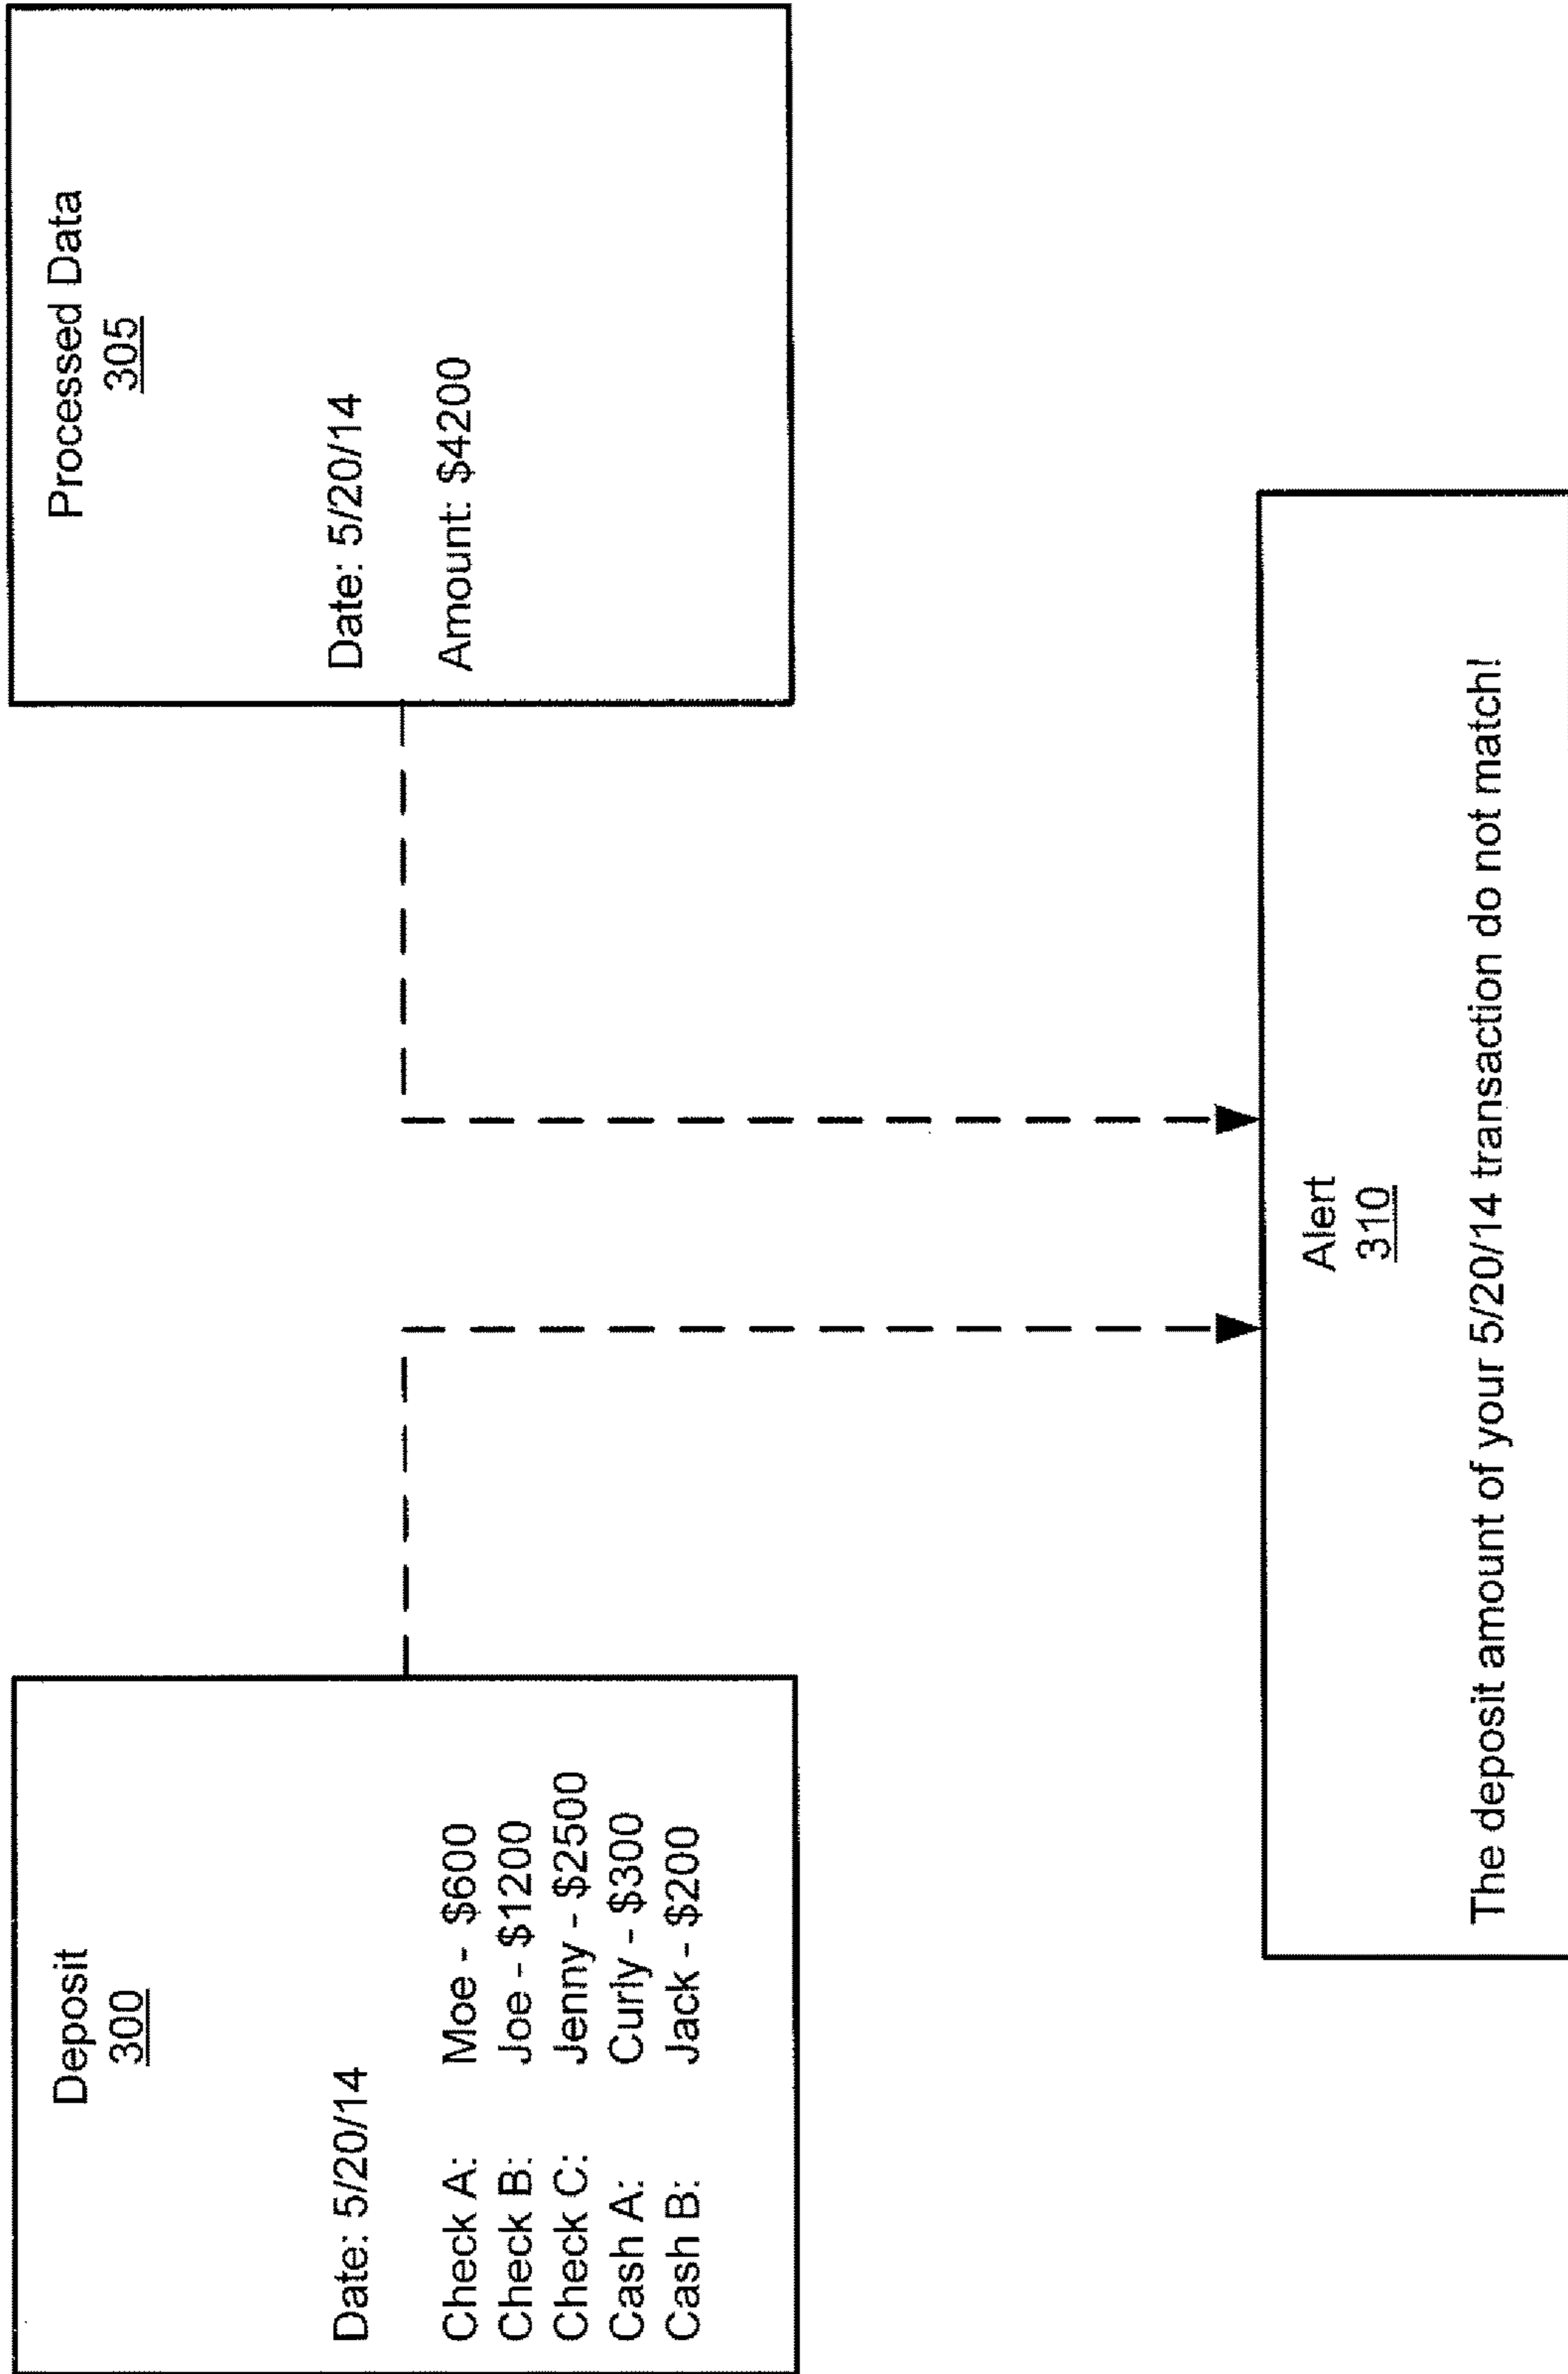 Deposit
300
Date: 5/20/14
Check A: Moe - $600
Check B: Joe - $1200
Check C: Jenny - $2500
Cash A: Curly - $300
Cash B: Jack - $200
Processed Data
305
Date: 5/20/14
Amount: $4200
Alert
310
The deposit amount of your 5/20/14 transaction do not match!